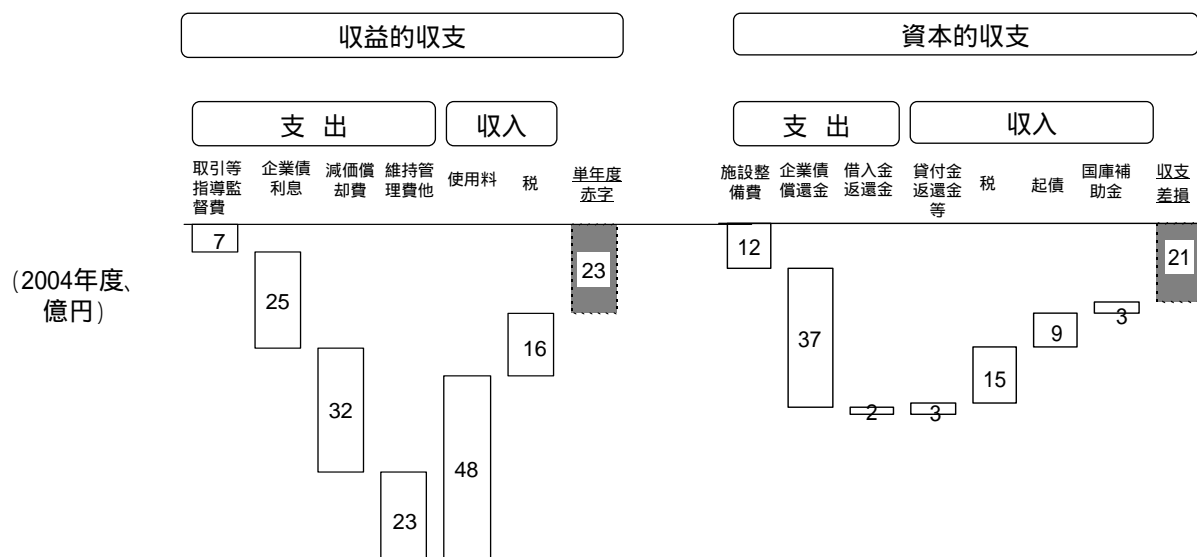 収益的収支
資本的収支
支 出
収入
支 出
収入
取引等
指導監
督費
企業債
利息
減価償
却費
維持管
理費他
使用料
税
単年度
赤字
施設整
備費
企業債
償還金
借入金
返還金
貸付金
返還金
等
税
起債
国庫補
助金
収支
差損
(2004年度、
億円)
7
25
32
23
48
16
23
12
37
2
3
15
9
3
21